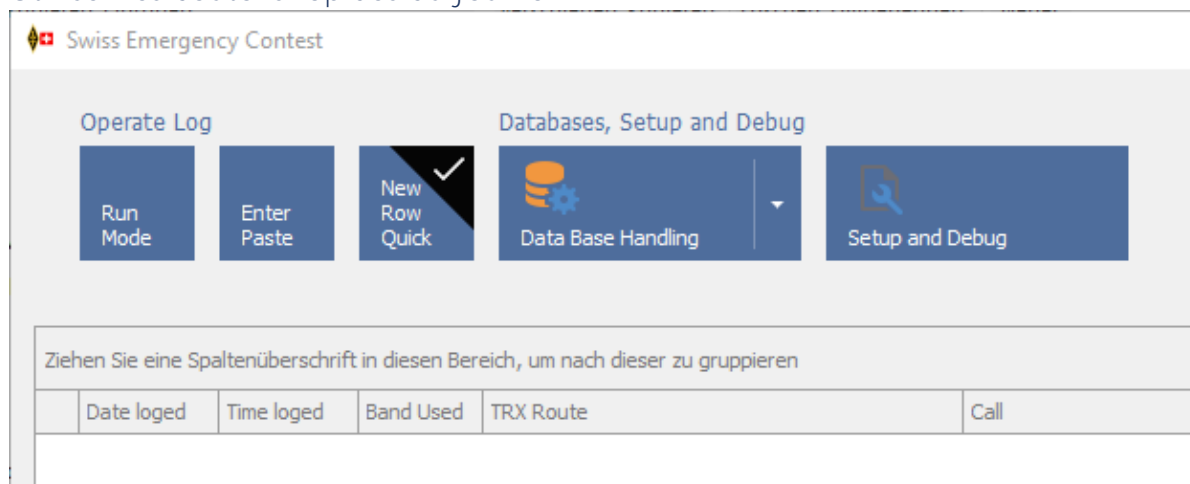 Swiss Emergency Contest
Operate Log
Databases, Setup and Debug
Run
Mode
Enter
Paste
New
Row
Quick
Data Base Handling
Setup and Debug
Ziehen Sie eine Spaltenüberschrift in diesen Bereich, um nach dieser zu gruppieren
Date loged Time loged Band Used TRX Route Call